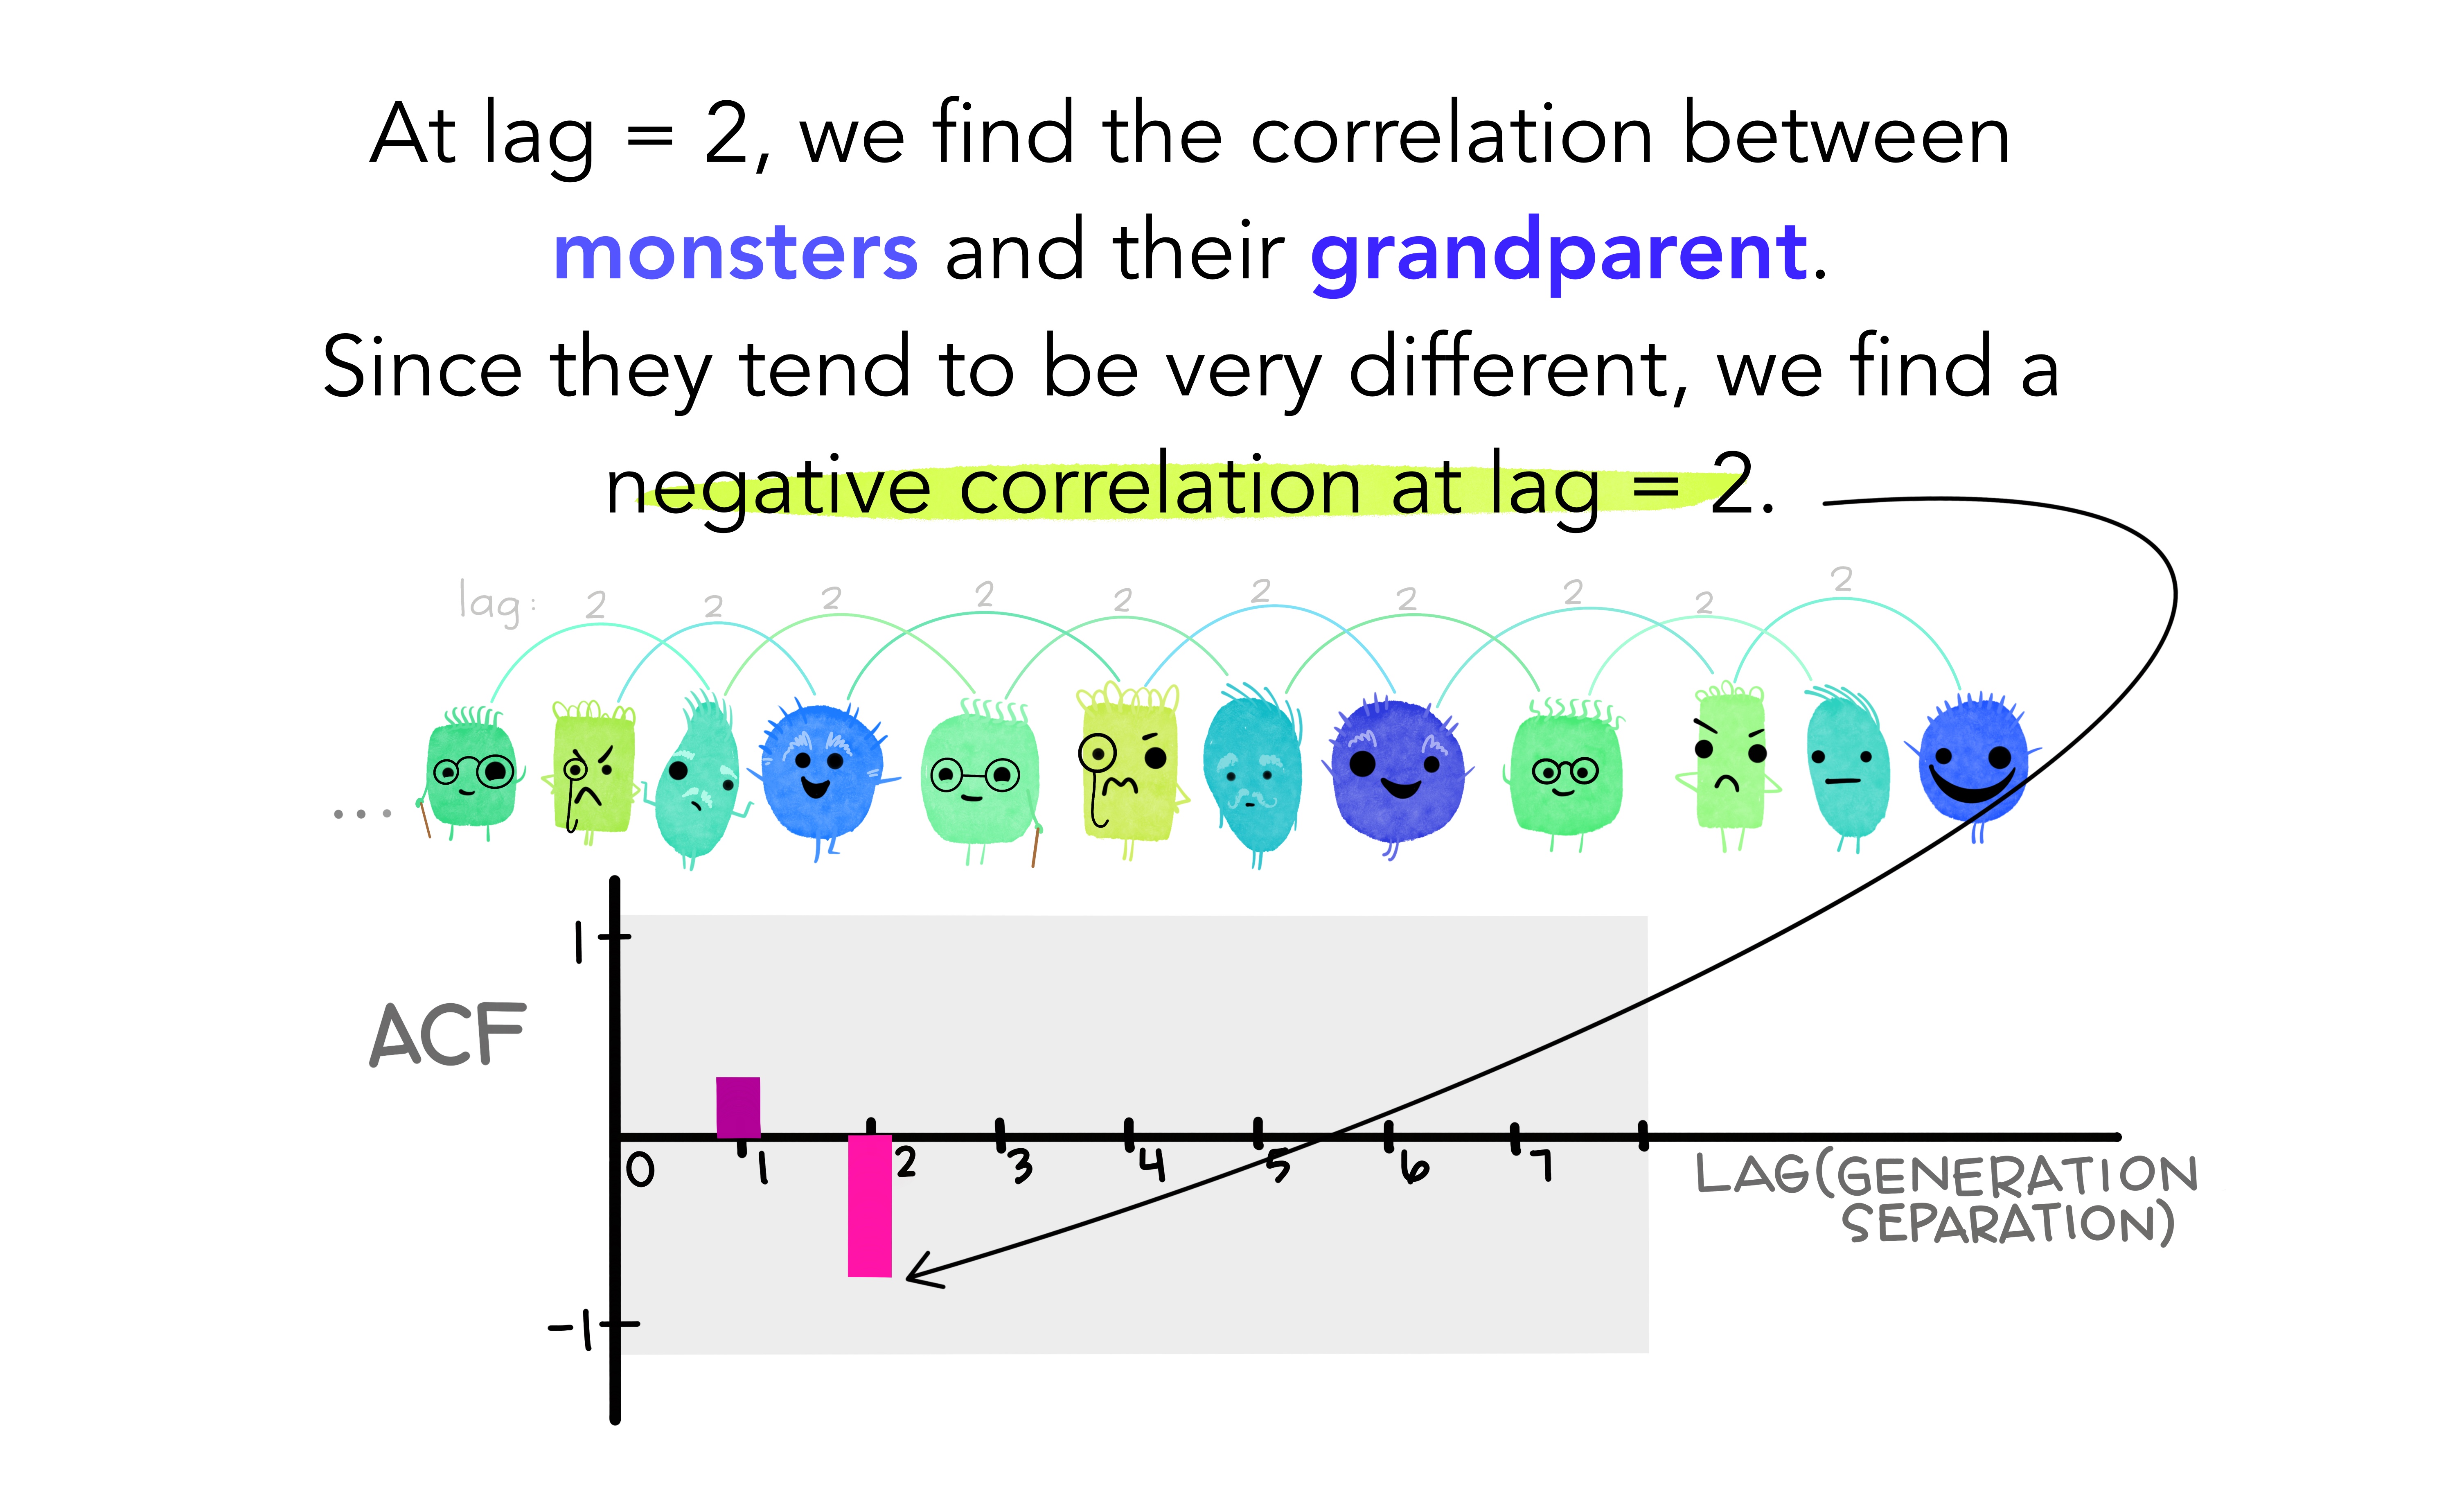 At lag = 2, we find the correlation between
monsters and their grandparent.
Since they tend to be very different, we find a
negative correlation at lag = 2.
lag: 2 2 2 2 2 2 2 2 2 2
...
1
ACF
0 1 2 3 4 5 6 7
LAG (GENERATION
SEPARATION)
-1